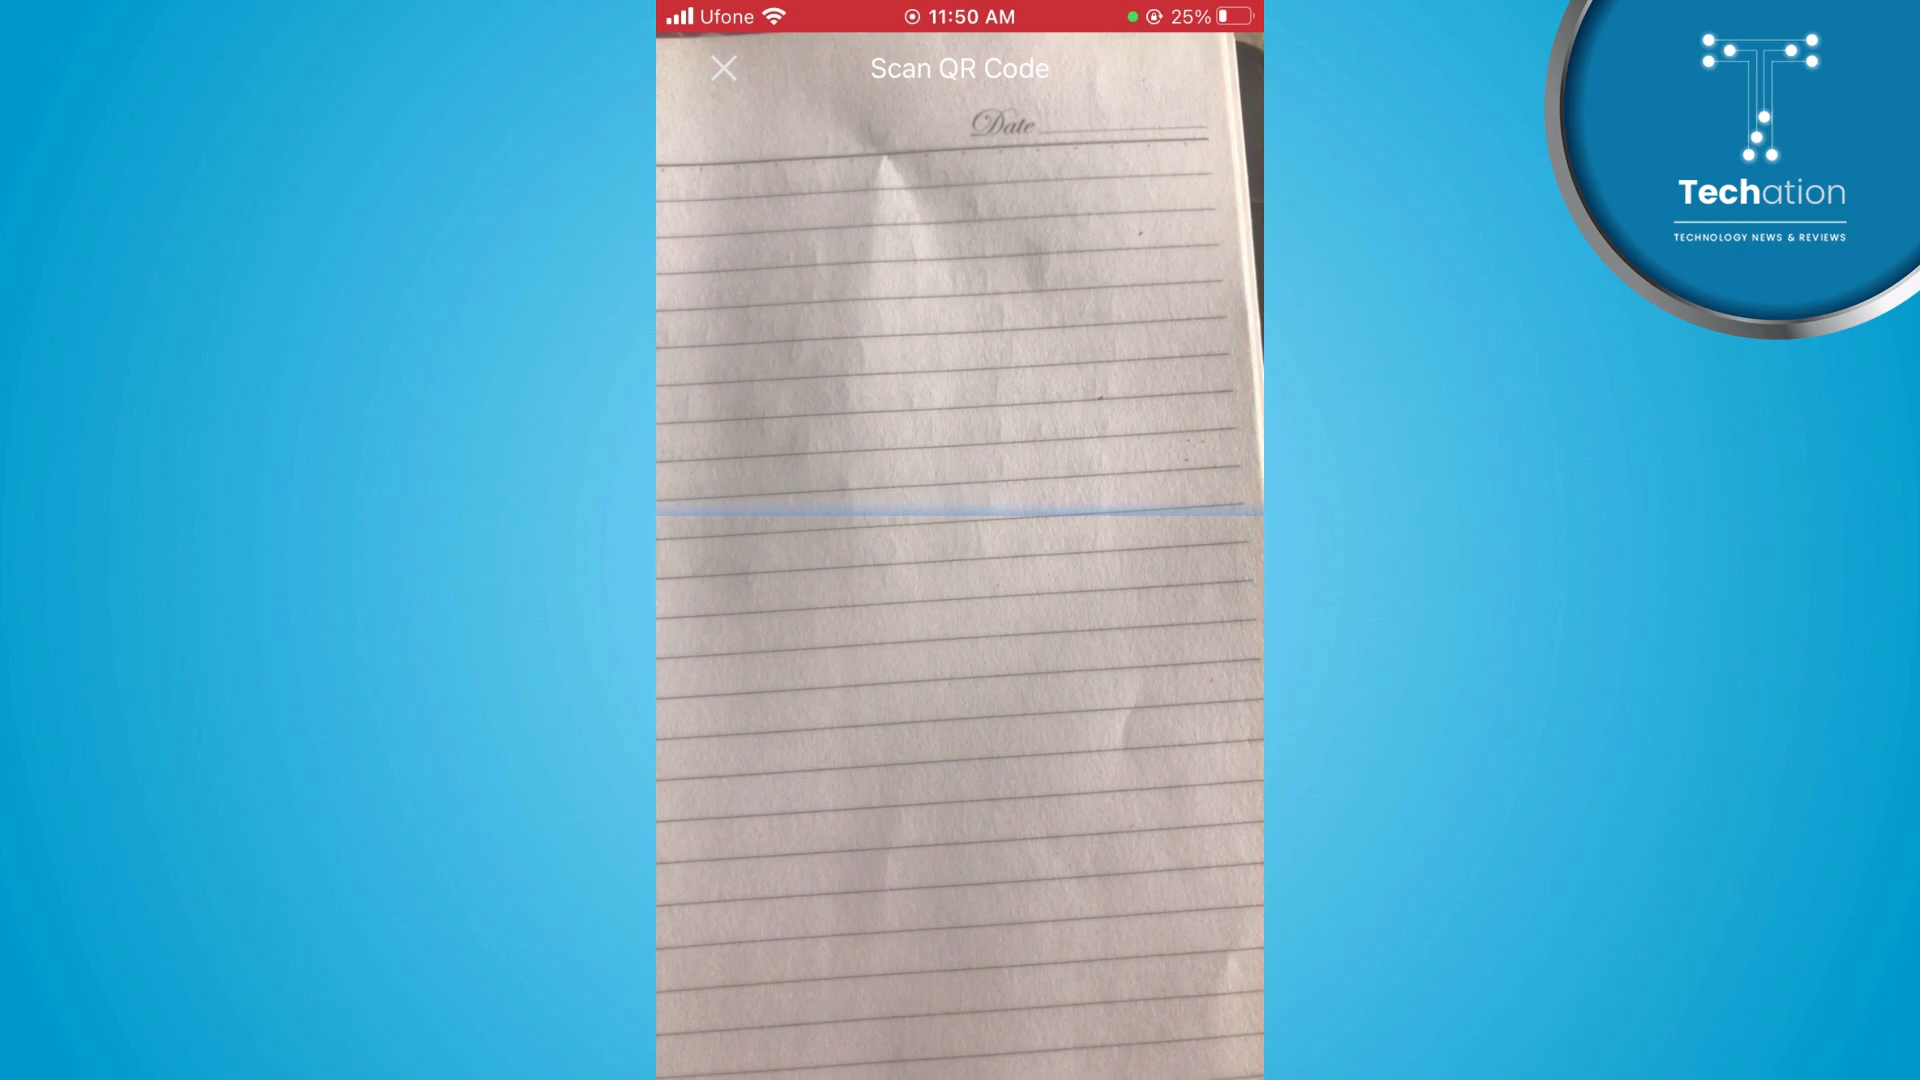 Ufone 11:50 AM 25%
Scan QR Code
Date
Techation
TECHNOLOGY NEWS & REVIEWS